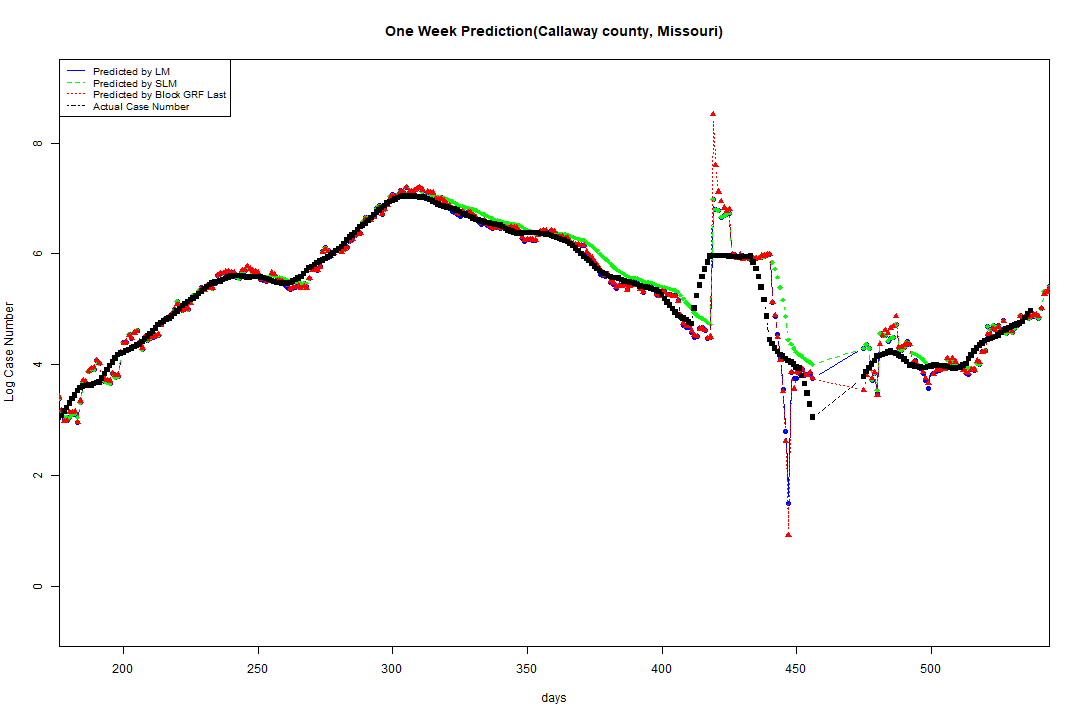 One Week Prediction(Callaway county, Missouri)
Predicted by LM
Predicted by SLM
Predicted by Block GRF Last
Actual Case Number
Log Case Number
8
6
4
2
0
200 250 300 350 400 450 500
days